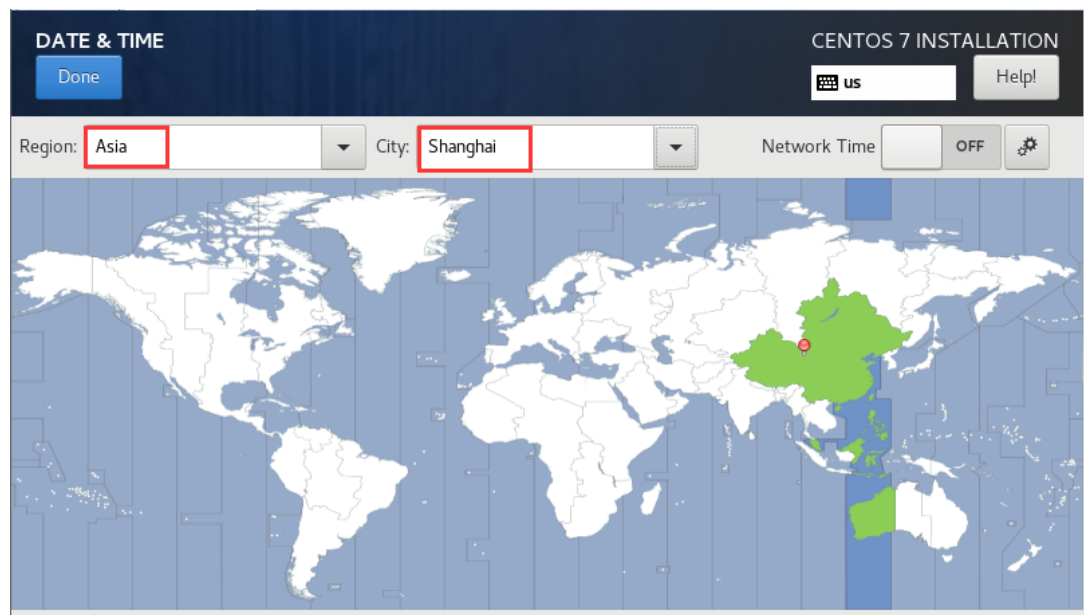 DATE & TIME
CENTOS 7 INSTALLATION
Done
us
Help!
Region:
Asia
City:
Shanghai
Network Time
OFF